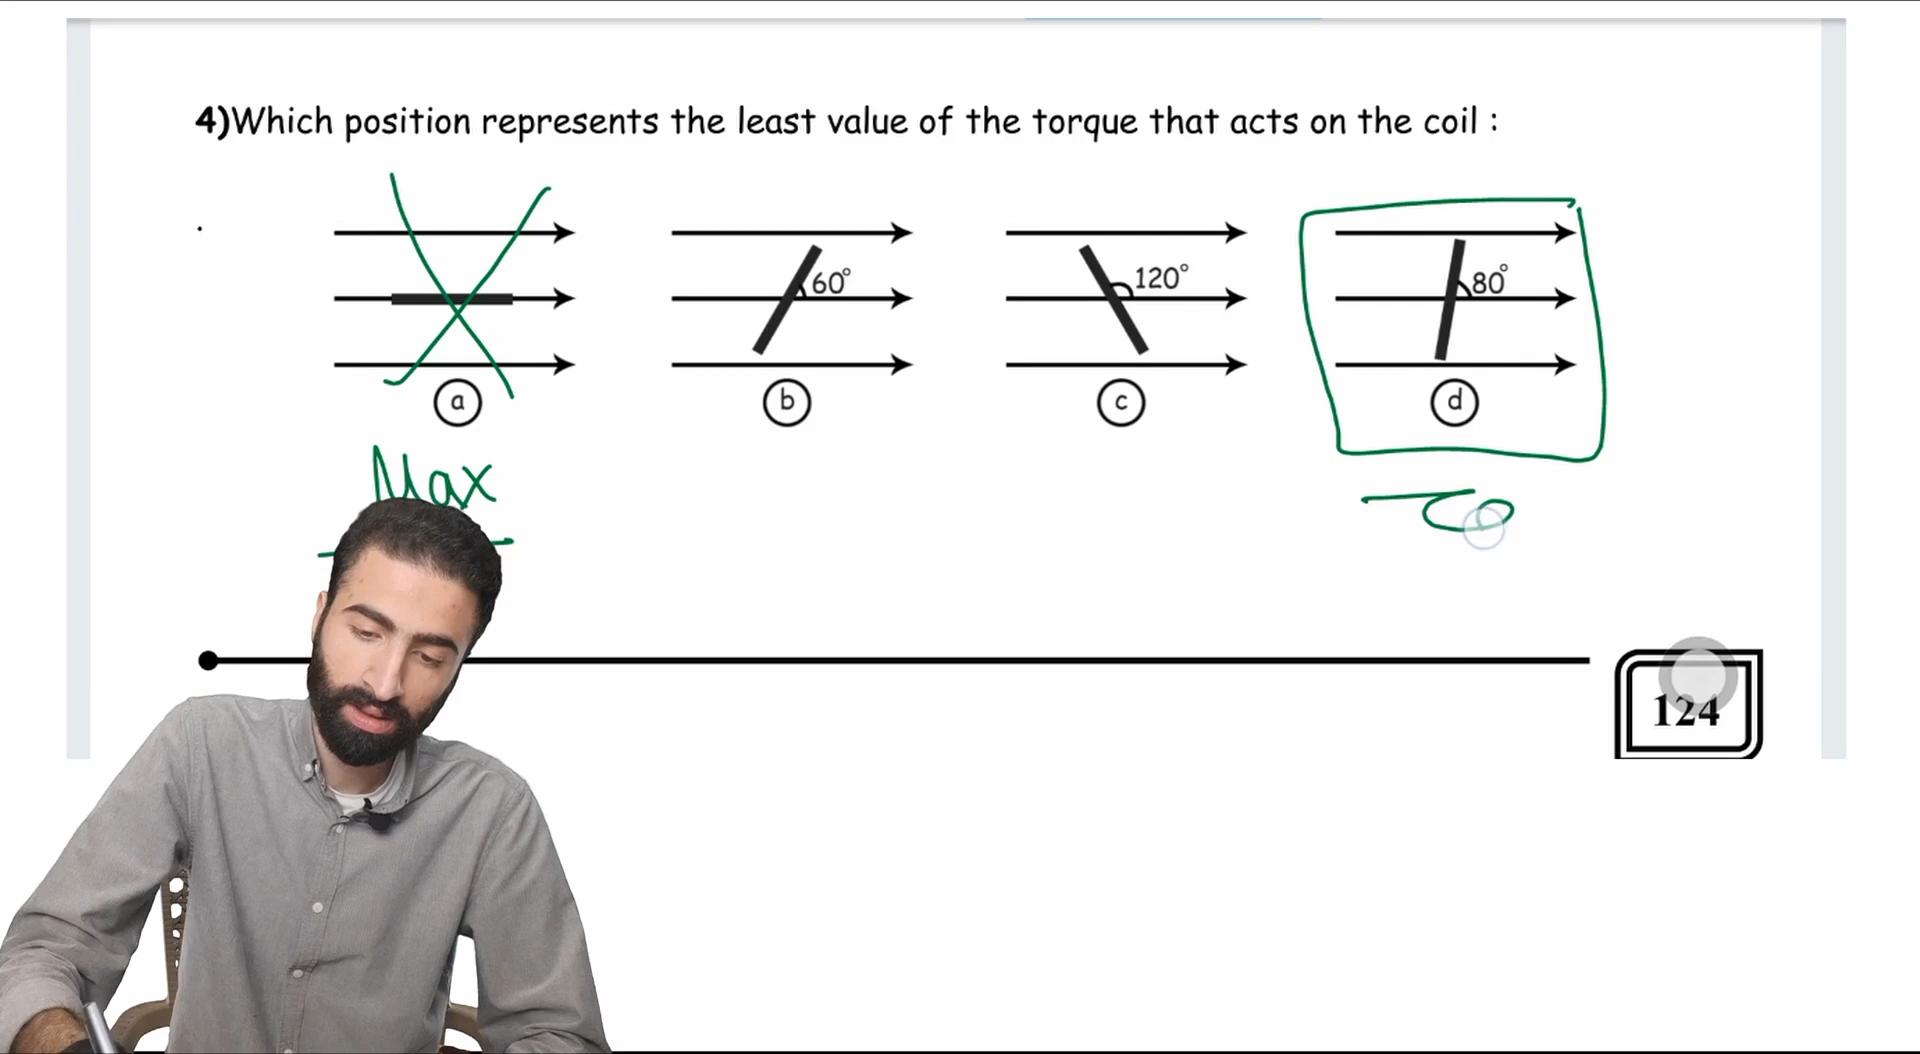 4)Which position represents the least value of the torque that acts on the coil :
60° 120° 80°
a b c d
Max
124